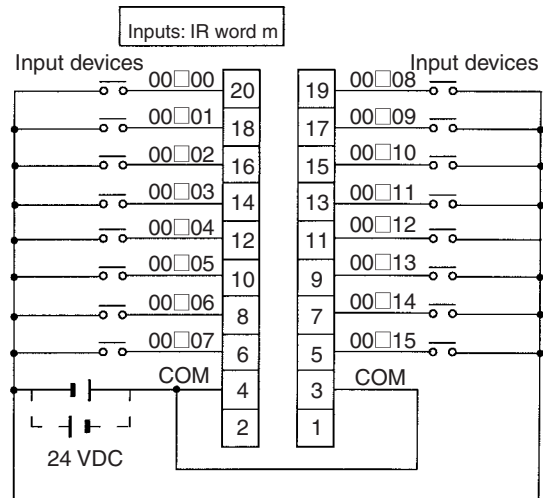 Inputs: IR word m
Input devices
Input devices
00□00 20 19 00□08
00□01 18 17 00□09
00□02 16 15 00□10
00□03 14 13 00□11
00□04 12 11 00□12
00□05 10 9 00□13
00□06 8 7 00□14
00□07 6 5 00□15
COM 4 3 COM
2 1
24 VDC